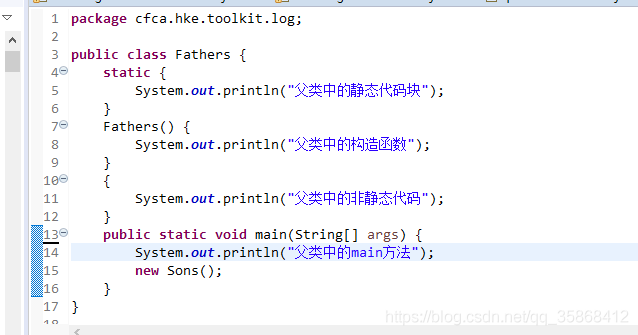 1 package cfca.hke.toolkit.log;
2
3 public class Fathers {
4     static {
5         System.out.println("父类中的静态代码块");
6     }
7     Fathers() {
8         System.out.println("父类中的构造函数");
9     }
10     {
11         System.out.println("父类中的非静态代码");
12     }
13     public static void main(String[] args) {
14         System.out.println("父类中的main方法");
15         new Sons();
16     }
17 }
18
https://blog.csdn.net/qq_35868412